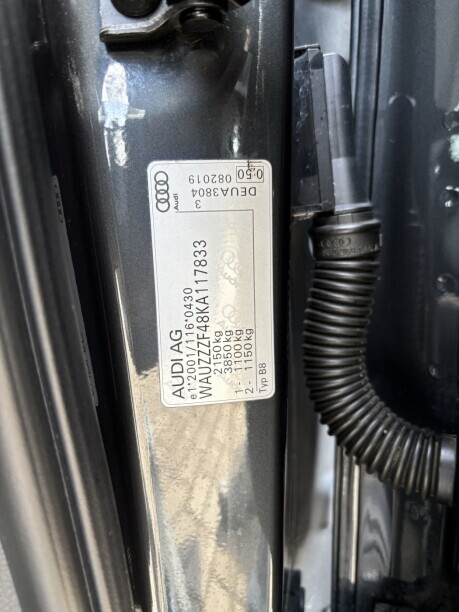 AUDI AG
e1*2001/116*0430
WAUZZZF48KA117833
2150kg
3850kg
1- 1100kg
2- 1150kg
Typ B8
3
DEUA3804
082019
0,50
Audi